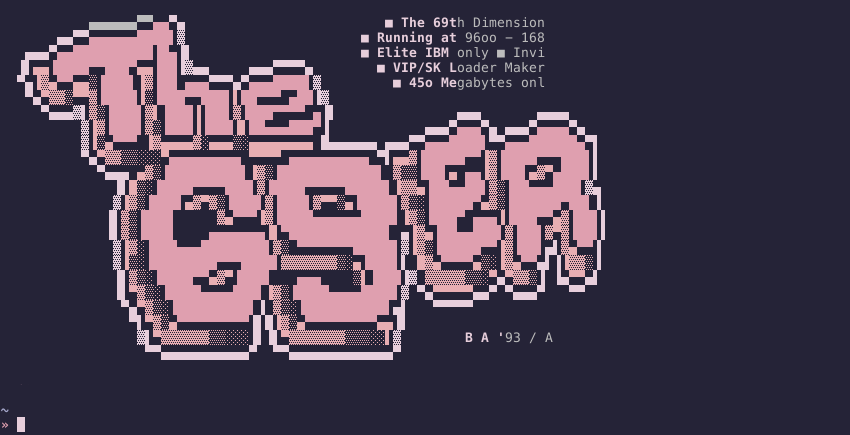 ■ The 69th Dimension
■ Running at 96oo – 168
■ Elite IBM only ■ Invi
■ VIP/SK Loader Maker
■ 45o Megabytes onl
The
69
B A '93 / A
~
»